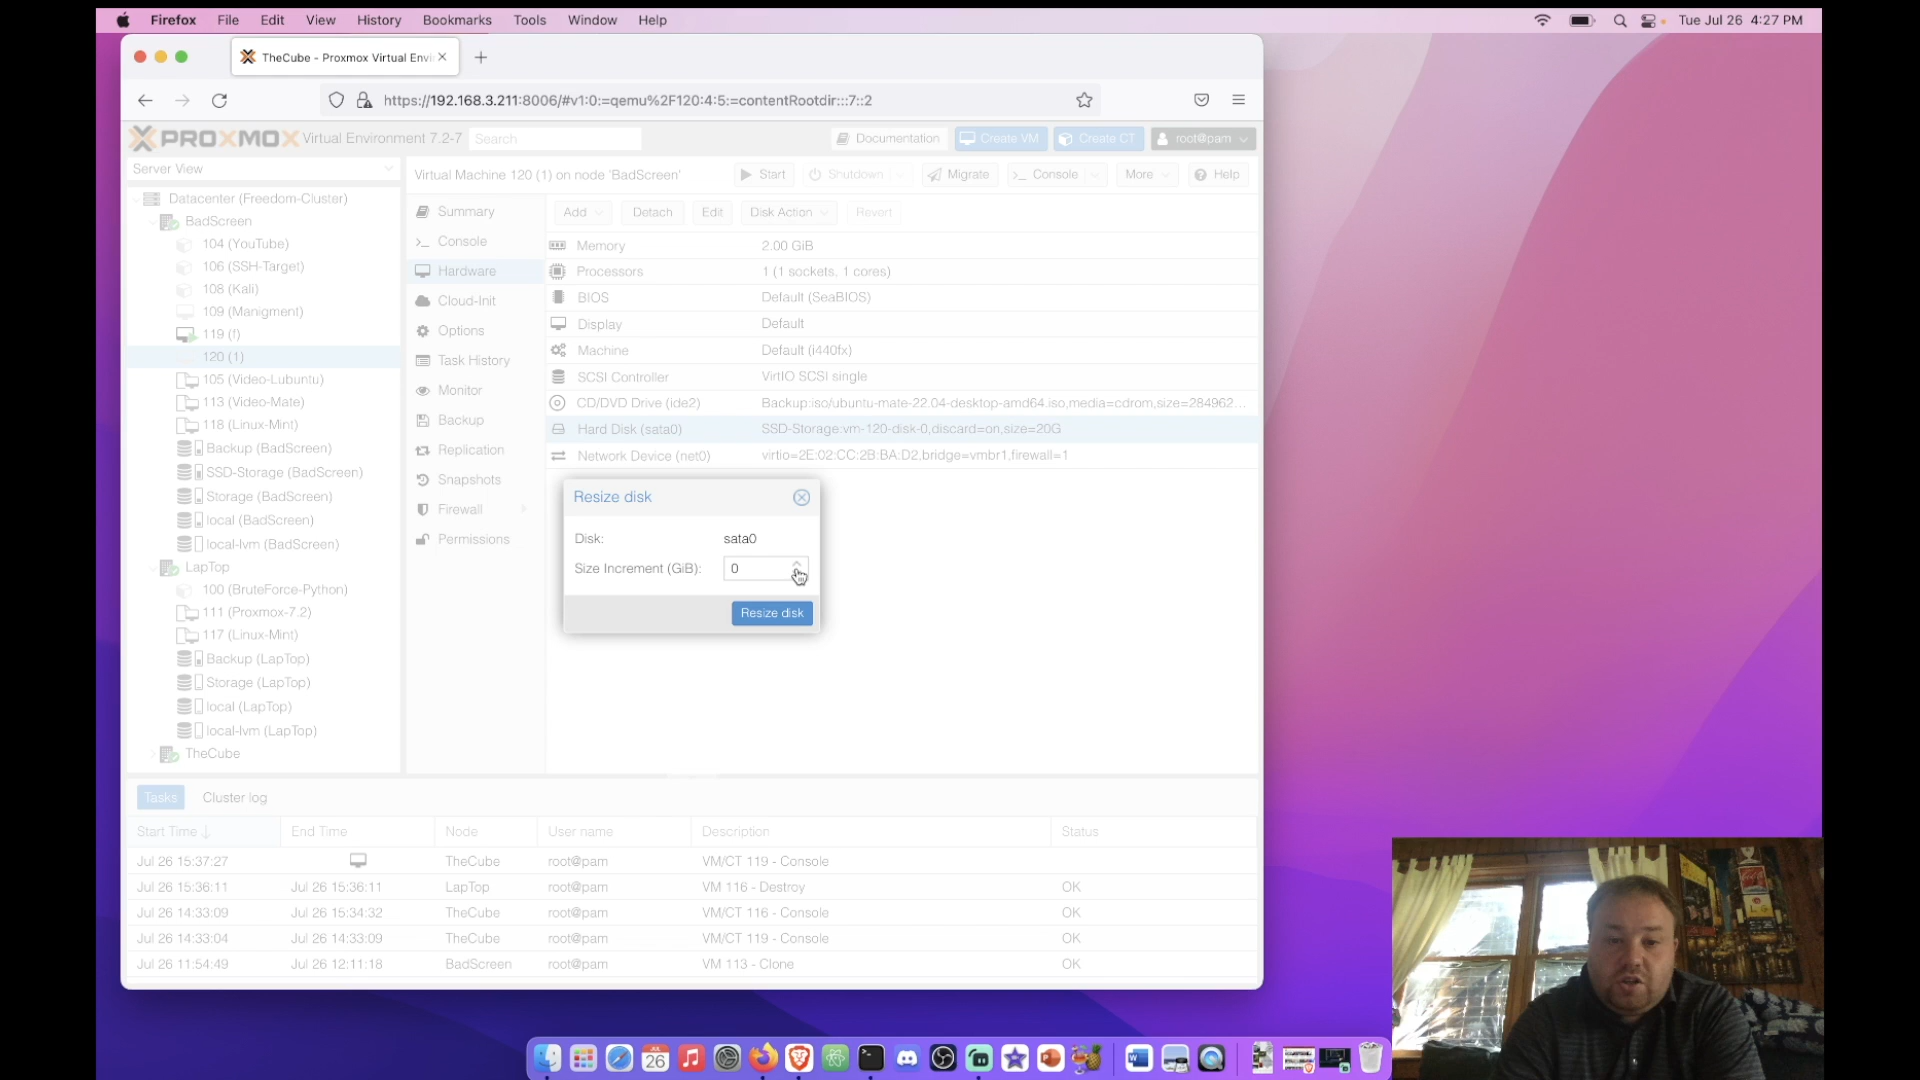 Firefox File Edit View History Bookmarks Tools Window Help Tue Jul 26 4:27 PM
TheCube - Proxmox Virtual Envi
https://192.168.3.211:8006/#v1:0:=qemu%2F120:4:5:=contentRootdir:::7::2
PROXMOX Virtual Environment 7.2-7 Search Documentation Create VM Create CT root@pam
Server View
Virtual Machine 120 (1) on node 'BadScreen' Start Shutdown Migrate >_ Console More Help
Datacenter (Freedom-Cluster)
BadScreen
104 (YouTube)
106 (SSH-Target)
108 (Kali)
109 (Manigment)
119 (f)
120 (1)
105 (Video-Lubuntu)
113 (Video-Mate)
118 (Linux-Mint)
Backup (BadScreen)
SSD-Storage (BadScreen)
Storage (BadScreen)
local (BadScreen)
local-lvm (BadScreen)
LapTop
100 (BruteForce-Python)
111 (Proxmox-7.2)
117 (Linux-Mint)
Backup (LapTop)
Storage (LapTop)
local (LapTop)
local-lvm (LapTop)
TheCube
Summary
>_ Console
Hardware
Cloud-Init
Options
Task History
Monitor
Backup
Replication
Snapshots
Firewall
Permissions
Add Detach Edit Disk Action Revert
Memory 2.00 GiB
Processors 1 (1 sockets, 1 cores)
BIOS Default (SeaBIOS)
Display Default
Machine Default (i440fx)
SCSI Controller VirtIO SCSI single
CD/DVD Drive (ide2) Backup:iso/ubuntu-mate-22.04-desktop-amd64.iso,media=cdrom,size=284962...
Hard Disk (sata0) SSD-Storage:vm-120-disk-0,discard=on,size=20G
Network Device (net0) virtio=2E:02:CC:2B:BA:D2,bridge=vmbr1,firewall=1
Resize disk
Disk: sata0
Size Increment (GiB): 0
Resize disk
Tasks Cluster log
Start Time End Time Node User name Description Status
Jul 26 15:37:27 TheCube root@pam VM/CT 119 - Console
Jul 26 15:36:11 Jul 26 15:36:11 LapTop root@pam VM 116 - Destroy OK
Jul 26 14:33:09 Jul 26 15:34:32 TheCube root@pam VM/CT 116 - Console OK
Jul 26 14:33:04 Jul 26 14:33:09 TheCube root@pam VM/CT 119 - Console OK
Jul 26 11:54:49 Jul 26 12:11:18 BadScreen root@pam VM 113 - Clone OK
JUL
26